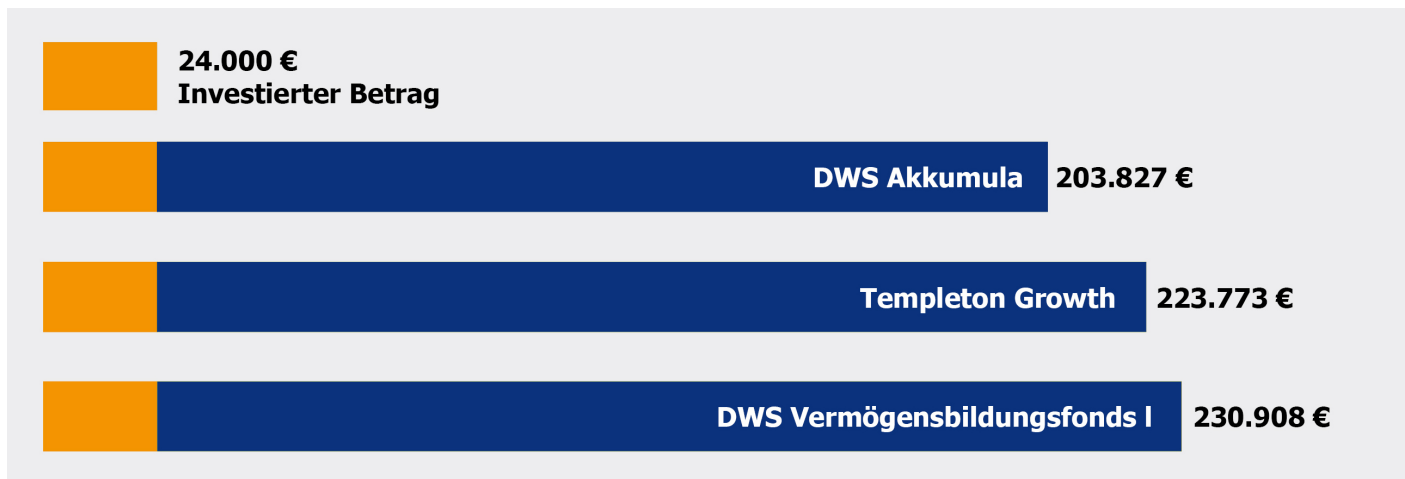 24.000 €
Investierter Betrag
DWS Akkumula 203.827 €
Templeton Growth 223.773 €
DWS Vermögensbildungsfonds l 230.908 €